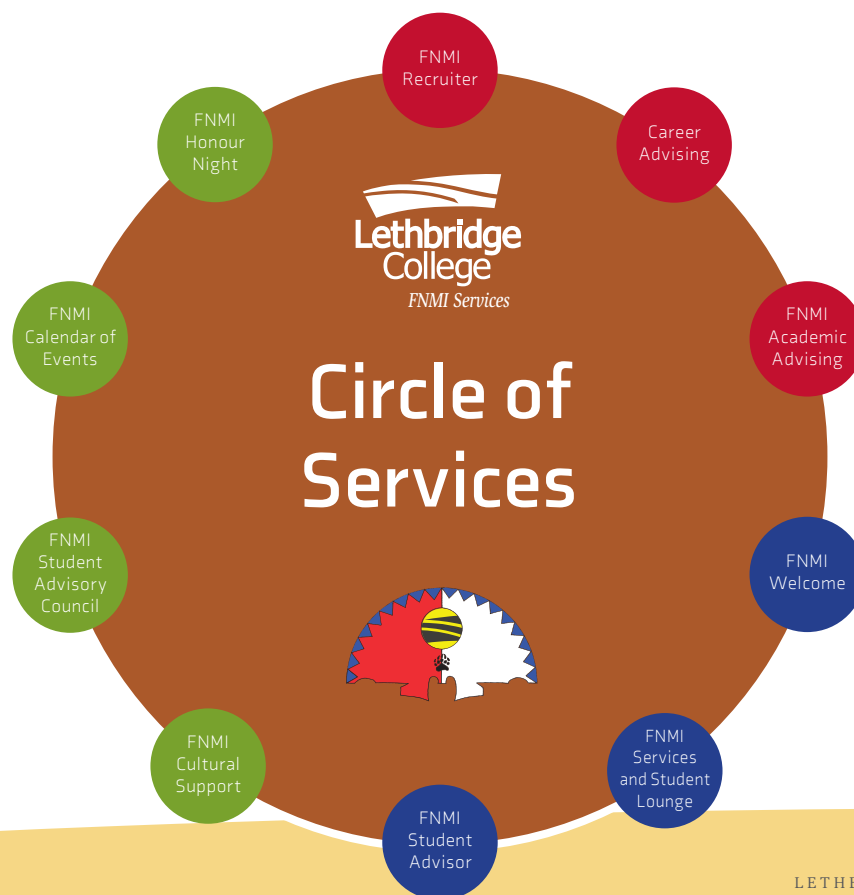 FNMI
Recruiter
FNMI
Honour
Night
Career
Advising
Lethbridge
College
FNMI Services
FNMI
Calendar of
Events
FNMI
Academic
Advising
Circle of
Services
FNMI
Student
Advisory
Council
FNMI
Welcome
FNMI
Cultural
Support
FNMI
Services
and Student
Lounge
FNMI
Student
Advisor